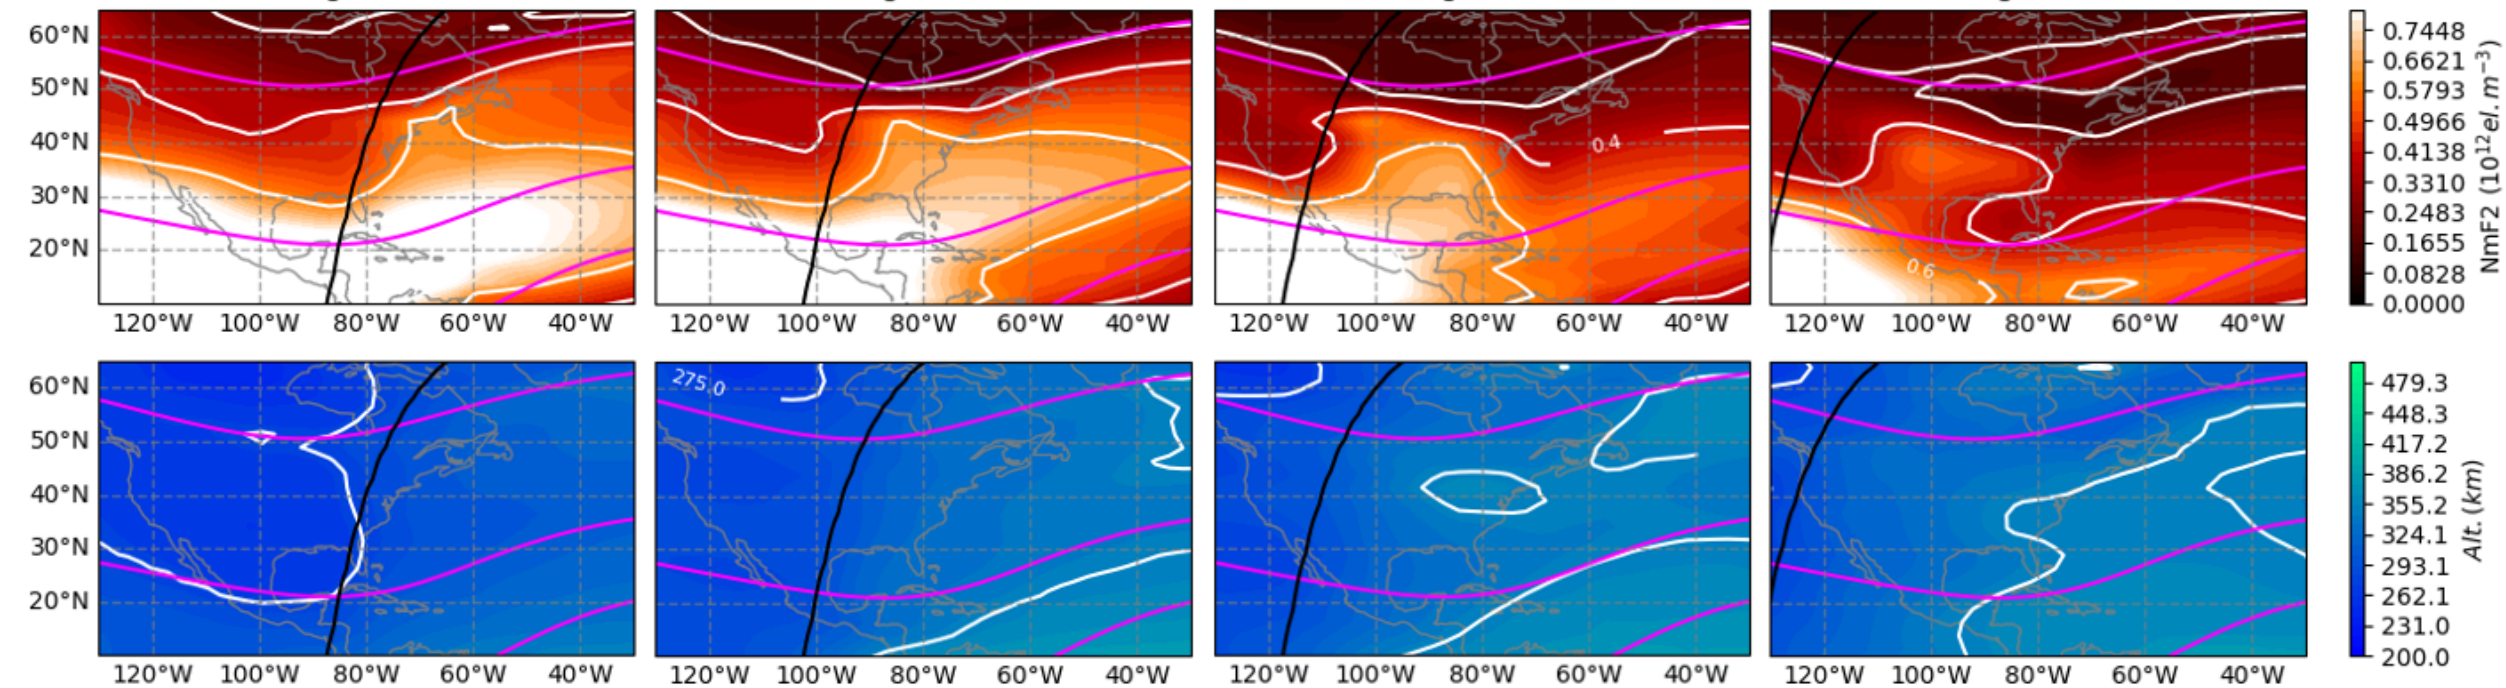 60°N
50°N
40°N
30°N
20°N
120°W 100°W 80°W 60°W 40°W
120°W 100°W 80°W 60°W 40°W
0.4
120°W 100°W 80°W 60°W 40°W
0.6
120°W 100°W 80°W 60°W 40°W
0.7448
0.6621
0.5793
0.4966
0.4138
0.3310
0.2483
0.1655
0.0828
0.0000
NmF2 (10¹²el.m⁻³)
60°N
50°N
40°N
30°N
20°N
120°W 100°W 80°W 60°W 40°W
275.0
120°W 100°W 80°W 60°W 40°W
120°W 100°W 80°W 60°W 40°W
120°W 100°W 80°W 60°W 40°W
479.3
448.3
417.2
386.2
355.2
324.1
293.1
262.1
231.0
200.0
Alt. (km)